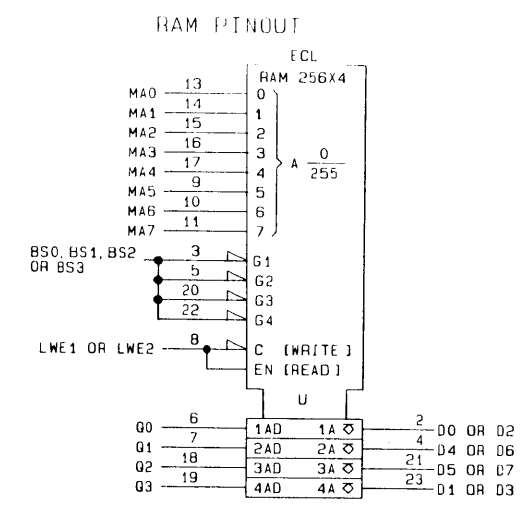 RAM PINOUT
ECL
RAM 256X4
MA0 13 0
MA1 14 1
MA2 15 2
MA3 16 3
MA4 17 4
MA5 9 5
MA6 10 6
MA7 11 7
A 0
255
BS0, BS1, BS2
OR BS3
3 G1
5 G2
20 G3
22 G4
LWE1 OR LWE2 8 C [WRITE]
EN [READ]
U
Q0 6 1AD 1A 2 D0 OR D2
Q1 7 2AD 2A 4 D4 OR D6
Q2 18 3AD 3A 21 D5 OR D7
Q3 19 4AD 4A 23 D1 OR D3